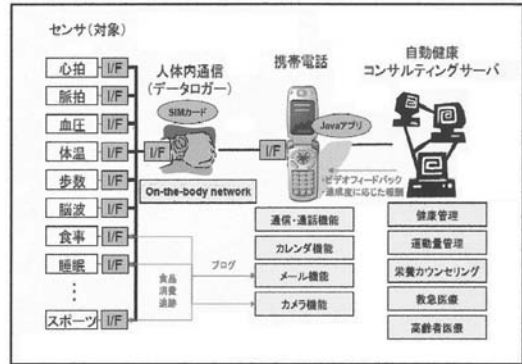 センサ(対象)
心拍 I/F
脈拍 I/F
血圧 I/F
体温 I/F
歩数 I/F
脳波 I/F
食事 I/F
睡眠 I/F
スポーツ I/F
人体内通信
(データロガー)
SIMカード
I/F
On-the-body network
食品
消費
追跡
ブログ
携帯電話
Javaアプリ
I/F
・ビデオフィードバック
・達成度に応じた報酬
通信・通話機能
カレンダ機能
メール機能
カメラ機能
自動健康
コンサルティングサーバ
健康管理
運動量管理
栄養カウンセリング
救急医療
高齢者医療